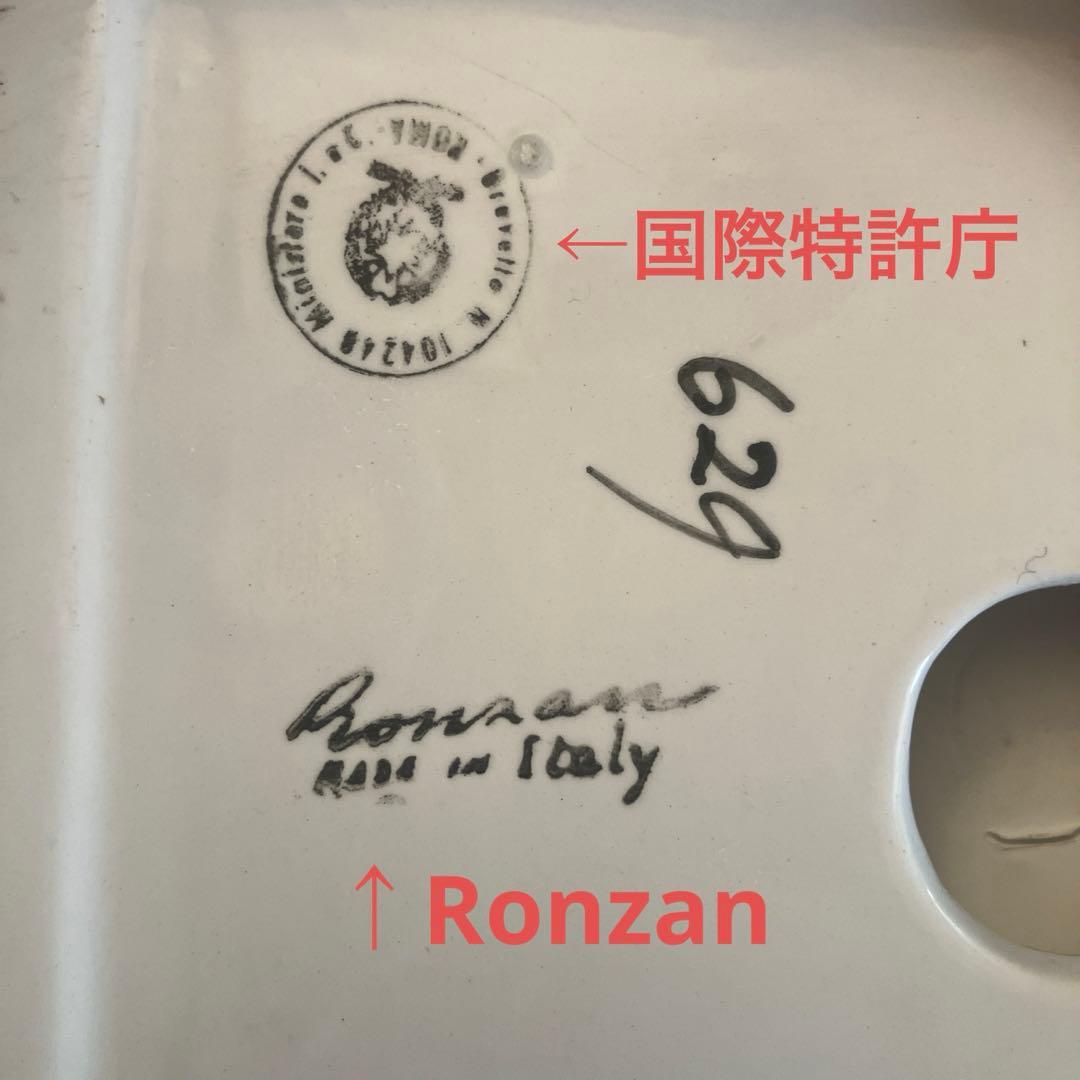 Ministero I. e C. · ROMA · Brevetto N. 104248
←国際特許庁
629
Ronzan
MADE IN Italy
↑Ronzan